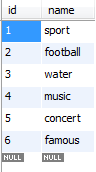 id name
1 sport
2 football
3 water
4 music
5 concert
6 famous
NULL NULL